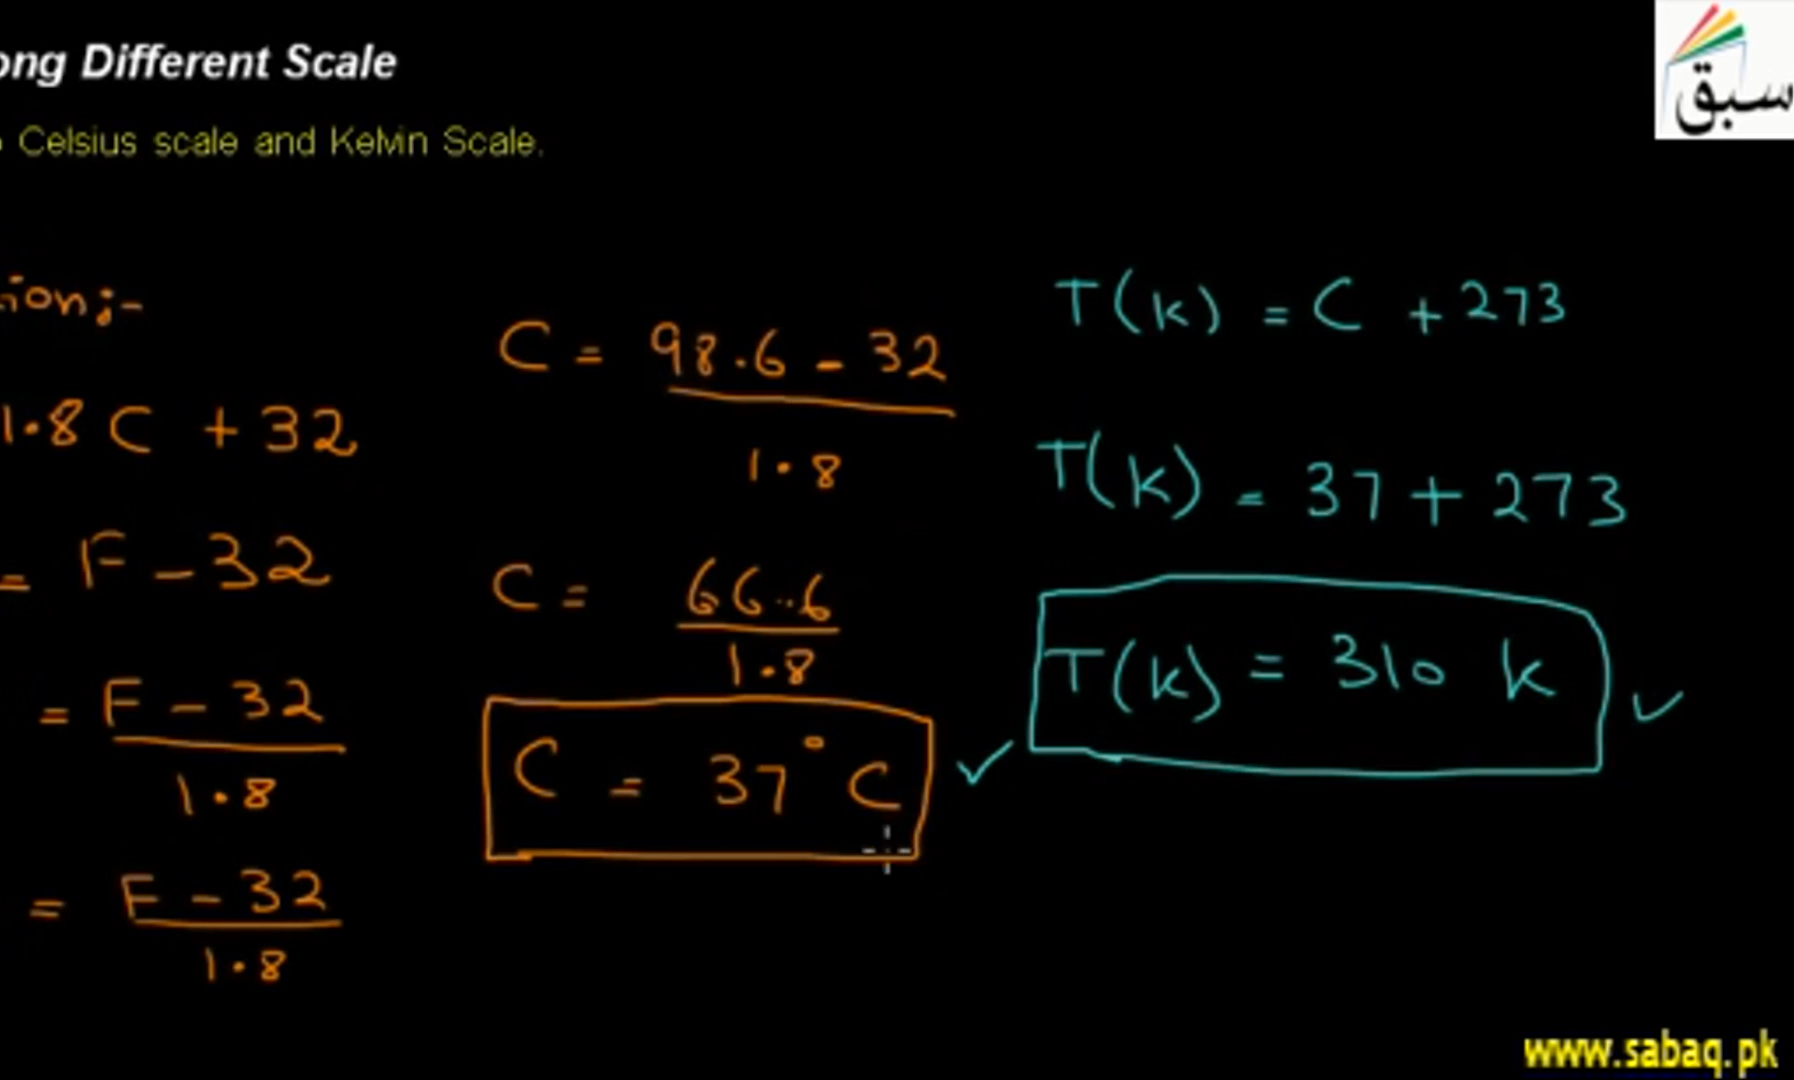 ong Different Scale
Celsius scale and Kelvin Scale.
سبق
ion;-
1.8 C + 32
= F - 32
= F - 32
1.8
= F - 32
1.8
C = 98.6 - 32
1.8
C = 66.6
1.8
C = 37°C
T(k) = C + 273
T(k) = 37 + 273
T(k) = 310 k
www.sabaq.pk